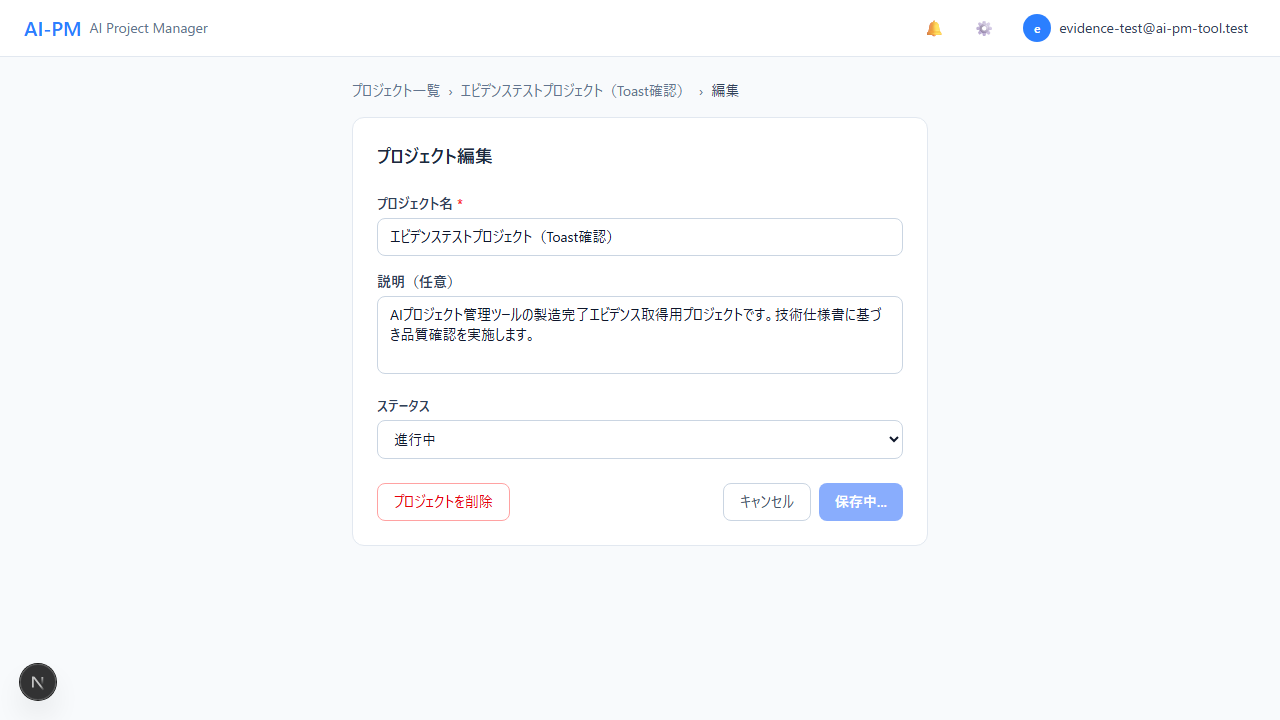 AI-PM AI Project Manager
e evidence-test@ai-pm-tool.test
プロジェクト一覧 › エビデンステストプロジェクト（Toast確認） › 編集
プロジェクト編集
プロジェクト名 *
エビデンステストプロジェクト（Toast確認）
説明（任意）
AIプロジェクト管理ツールの製造完了エビデンス取得用プロジェクトです。技術仕様書に基づ
き品質確認を実施します。
ステータス
進行中
プロジェクトを削除 キャンセル 保存中...
N